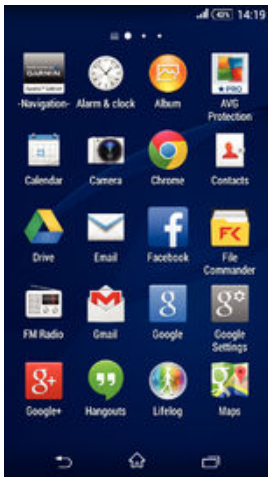 43% 14:19
GARMIN
-Navigation- Alarm & clock Album AVG
Protection
PRO
Calendar Camera Chrome Contacts
Drive Email Facebook File
Commander
FM Radio Gmail Google Google
Settings
Google+ Hangouts Lifelog Maps